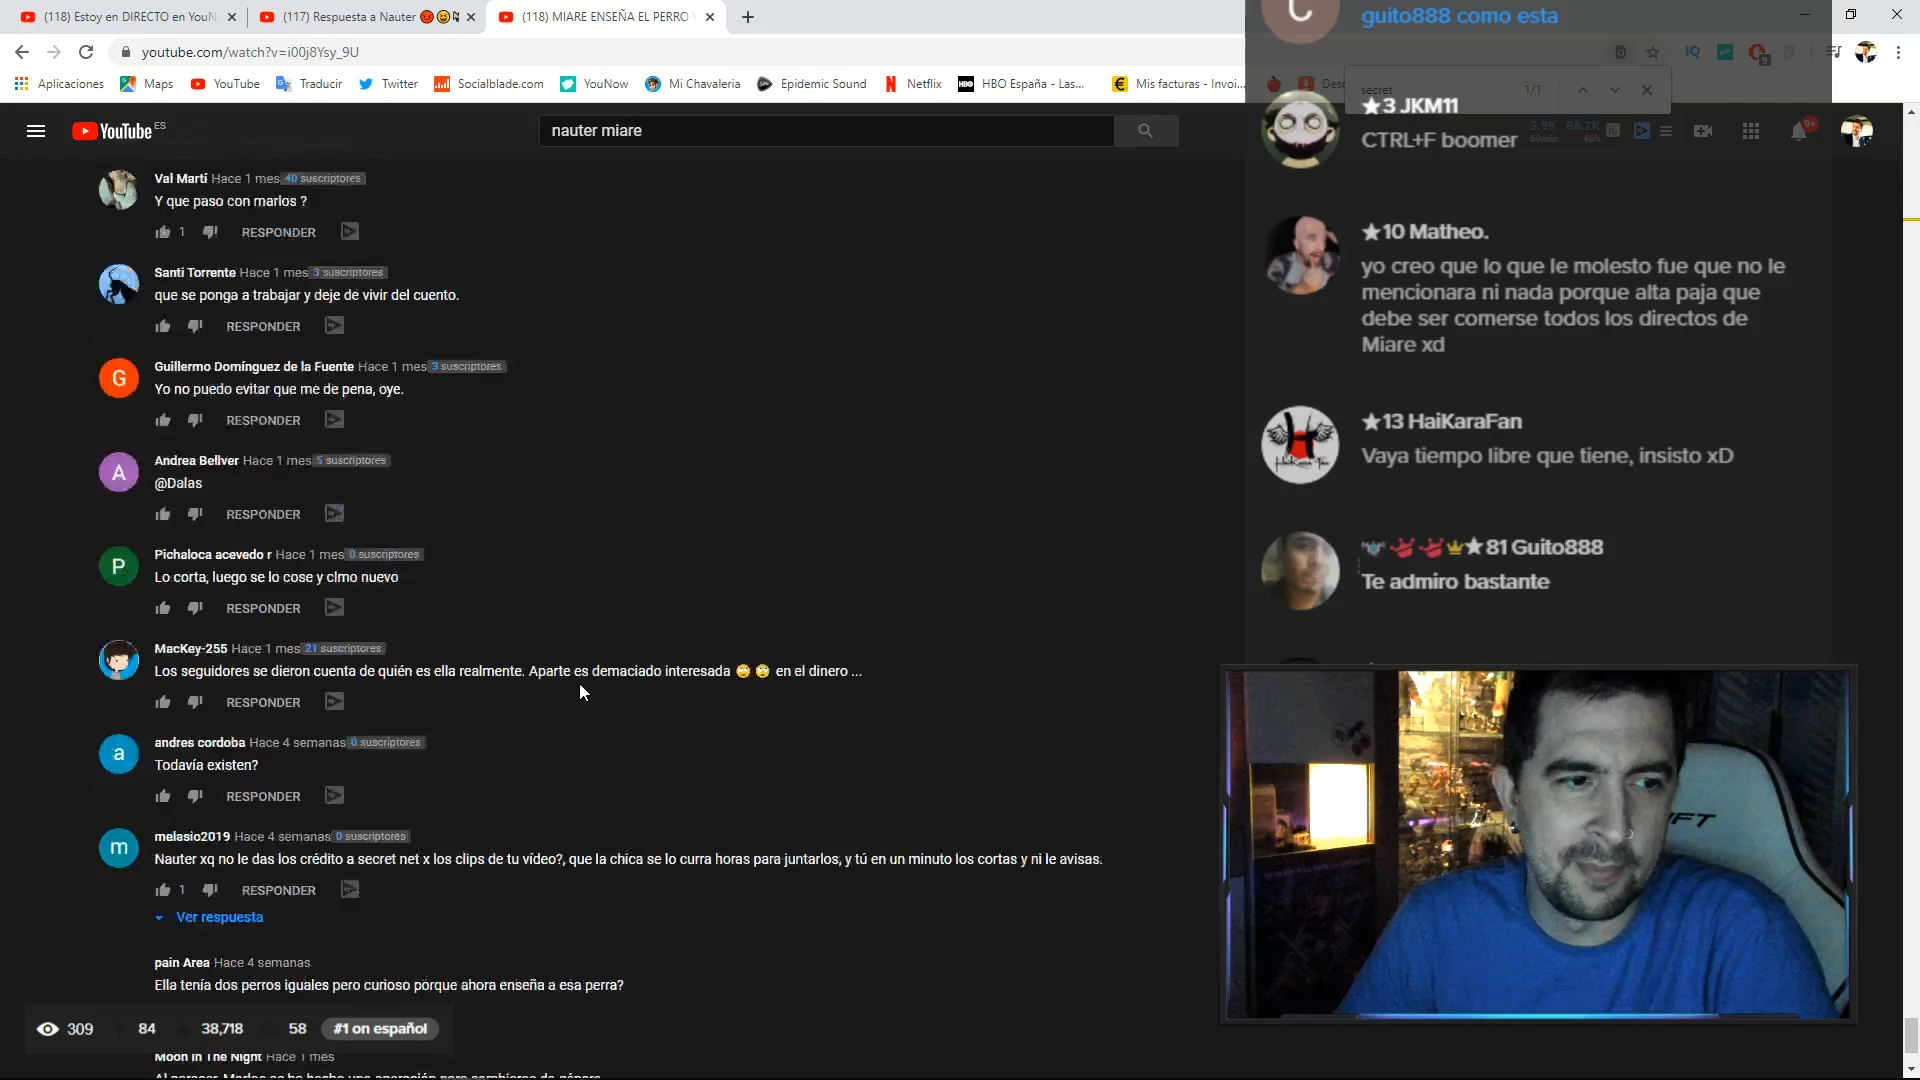 (118) Estoy en DIRECTO en YouN
(117) Respuesta a Nauter
(118) MIARE ENSEÑA EL PERRO
youtube.com/watch?v=i00j8Ysy_9U
Aplicaciones
Maps
YouTube
Traducir
Twitter
Socialblade.com
YouNow
Mi Chavaleria
Epidemic Sound
Netflix
HBO España - Las...
Mis facturas - Invoi...
secret
1/1
YouTube ES
nauter miare
3.9K
60min
66.2K
48h
9+
Val Martí Hace 1 mes 40 suscriptores
Y que paso con marlos ?
1 RESPONDER
Santi Torrente Hace 1 mes 3 suscriptores
que se ponga a trabajar y deje de vivir del cuento.
RESPONDER
G
Guillermo Domínguez de la Fuente Hace 1 mes 3 suscriptores
Yo no puedo evitar que me de pena, oye.
RESPONDER
A
Andrea Bellver Hace 1 mes 5 suscriptores
@Dalas
RESPONDER
P
Pichaloca acevedo r Hace 1 mes 0 suscriptores
Lo corta, luego se lo cose y clmo nuevo
RESPONDER
MacKey-255 Hace 1 mes 21 suscriptores
Los seguidores se dieron cuenta de quién es ella realmente. Aparte es demaciado interesada 🙄 🙄 en el dinero ...
RESPONDER
a
andres cordoba Hace 4 semanas 0 suscriptores
Todavía existen?
RESPONDER
m
melasio2019 Hace 4 semanas 0 suscriptores
Nauter xq no le das los crédito a secret net x los clips de tu vídeo?, que la chica se lo curra horas para juntarlos, y tú en un minuto los cortas y ni le avisas.
1 RESPONDER
Ver respuesta
pain Area Hace 4 semanas
Ella tenía dos perros iguales pero curioso porque ahora enseña a esa perra?
309 84 38,718 58 #1 on español
Moon In The Night Hace 1 mes
C
guito888 como esta
★3 JKM11
CTRL+F boomer
★10 Matheo.
yo creo que lo que le molesto fue que no le
mencionara ni nada porque alta paja que
debe ser comerse todos los directos de
Miare xd
★13 HaiKaraFan
Vaya tiempo libre que tiene, insisto xD
★81 Guito888
Te admiro bastante